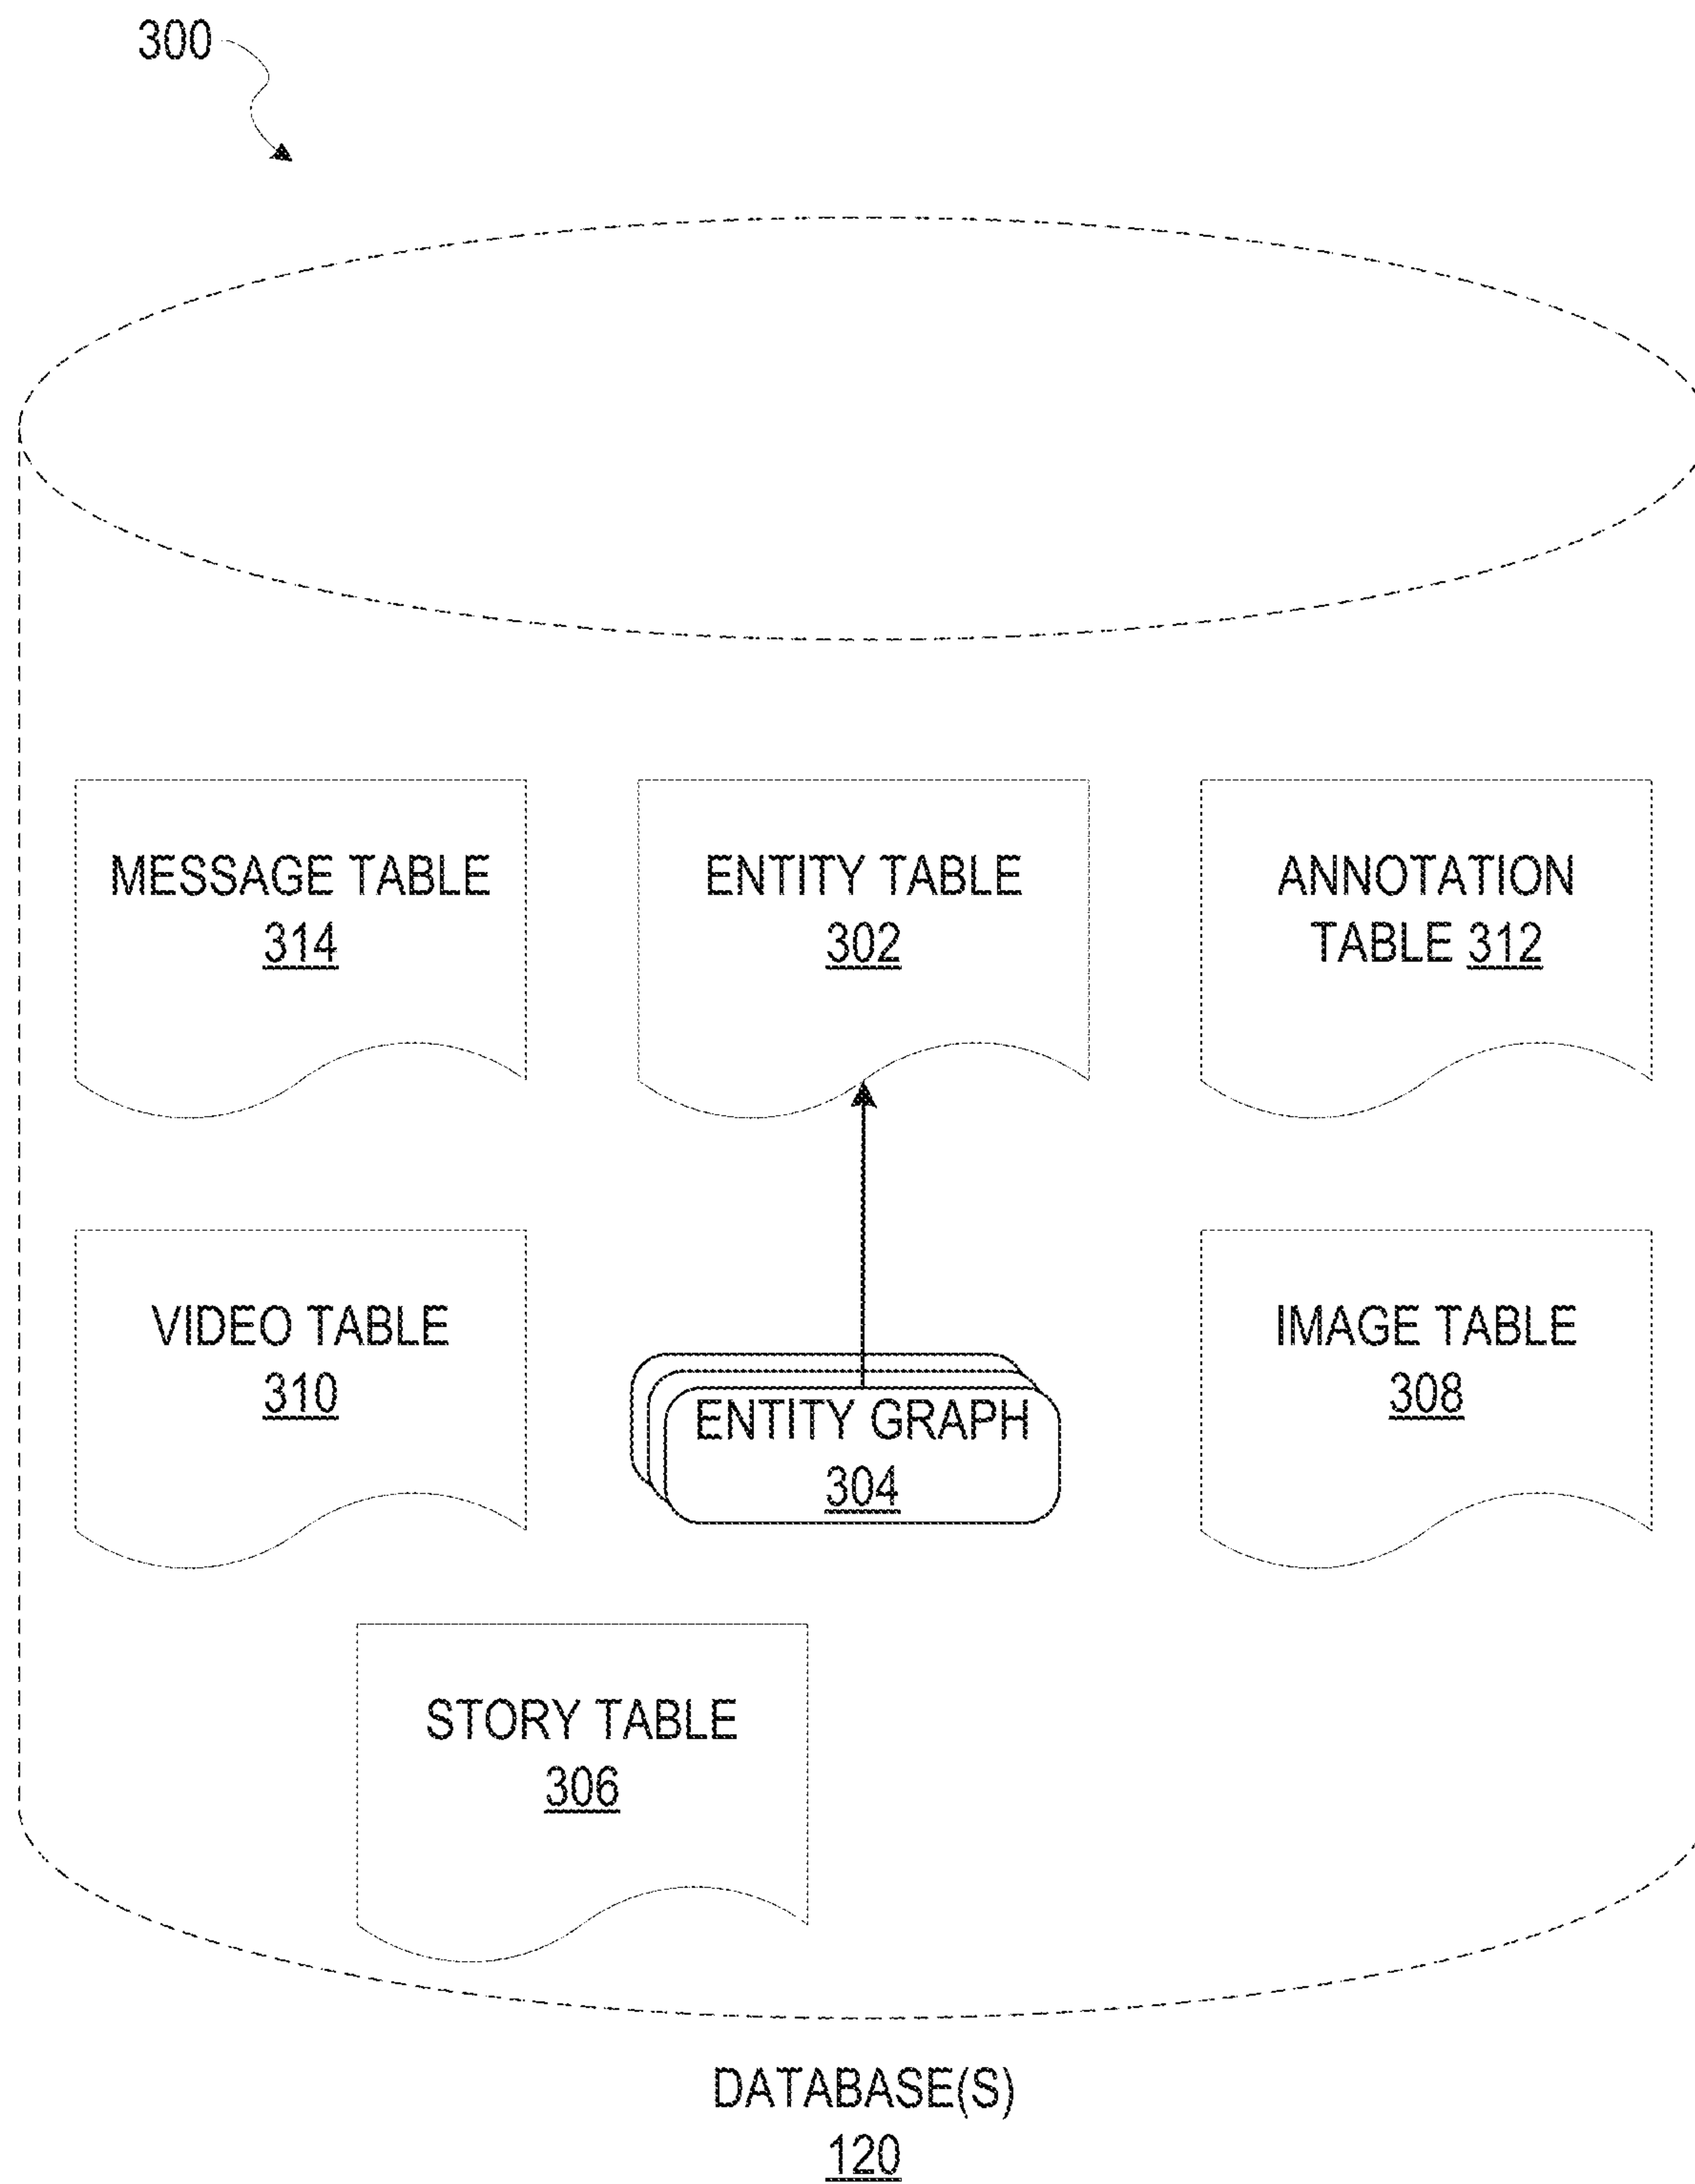 300
MESSAGE TABLE
314
ENTITY TABLE
302
ANNOTATION
TABLE 312
VIDEO TABLE
310
ENTITY GRAPH
304
IMAGE TABLE
308
STORY TABLE
306
DATABASE(S)
120